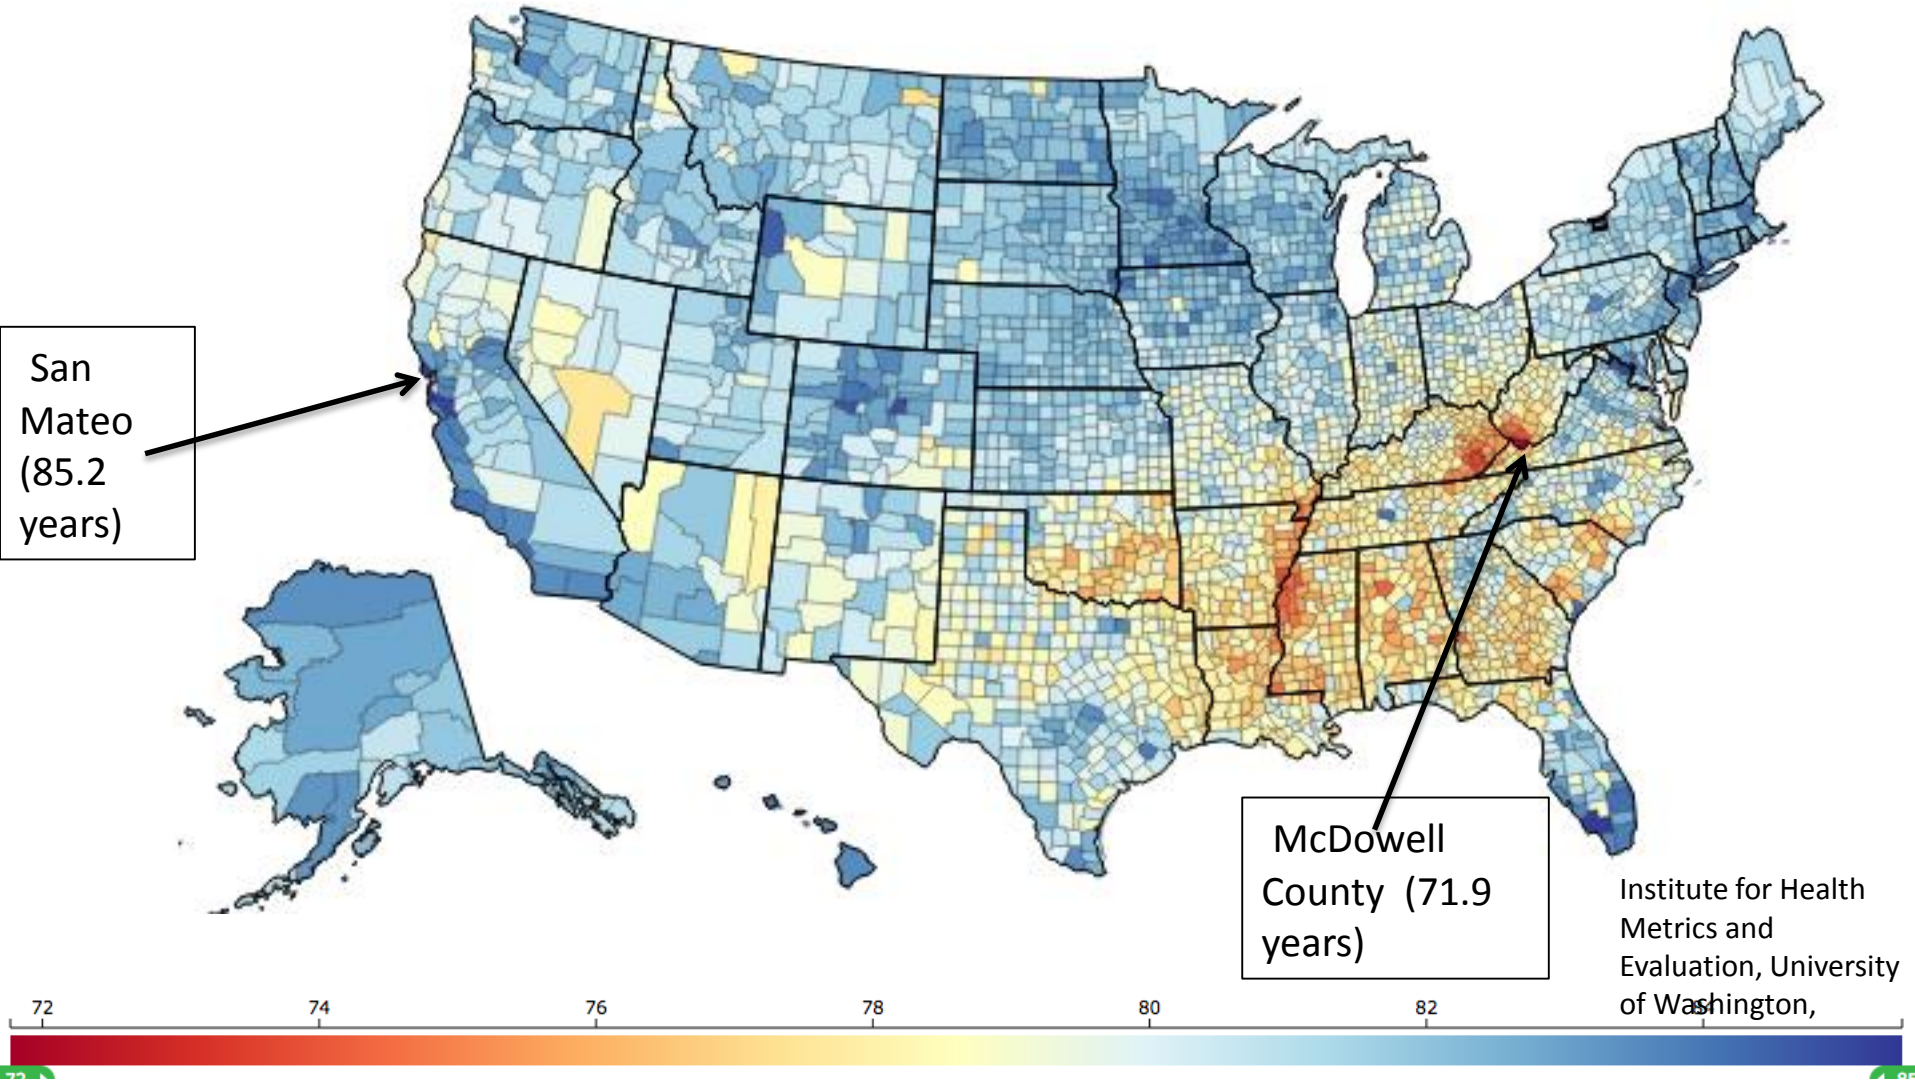 San
Mateo
(85.2
years)
McDowell
County (71.9
years)
Institute for Health
Metrics and
Evaluation, University
of Washington,
72 74 76 78 80 82 84